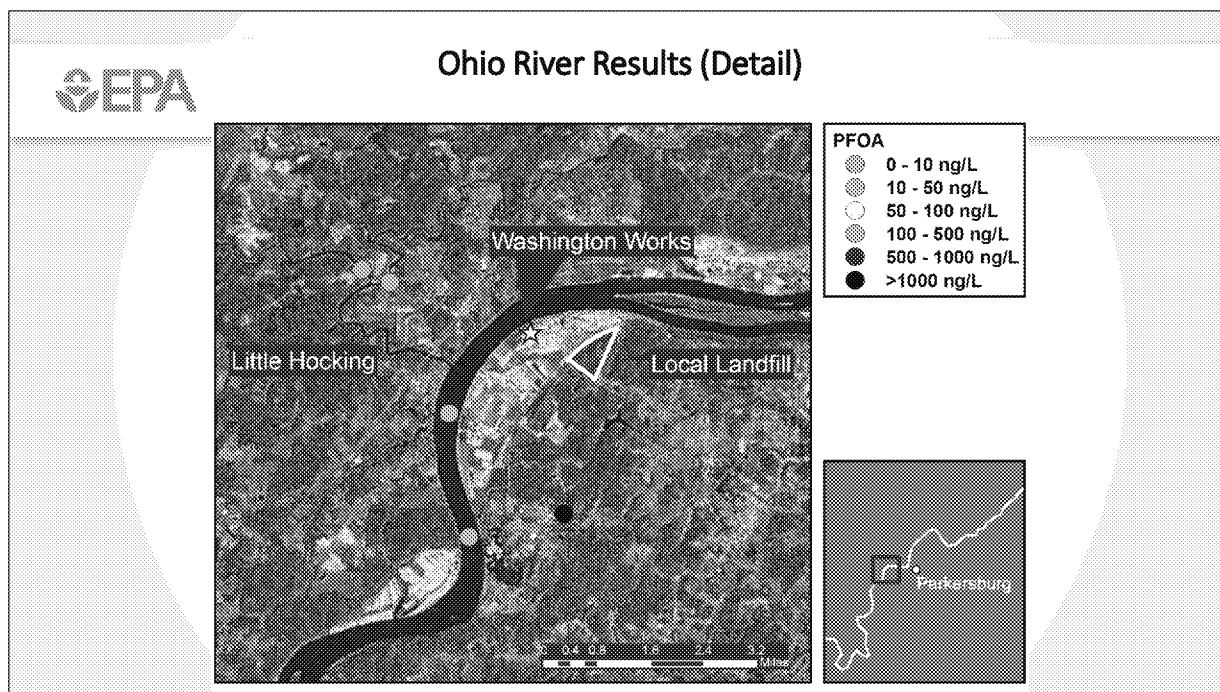 Ohio River Results (Detail)
EPA
PFOA
0 - 10 ng/L
10 - 50 ng/L
50 - 100 ng/L
100 - 500 ng/L
500 - 1000 ng/L
>1000 ng/L
Washington Works
Little Hocking
Local Landfill
0 0.4 0.8 1.6 2.4 3.2
Miles
Parkersburg